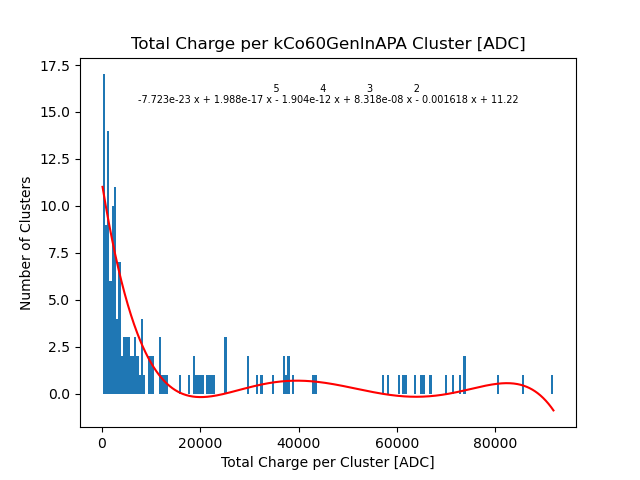 Total Charge per kCo60GenInAPA Cluster [ADC]
5 4 3 2
-7.723e-23 x + 1.988e-17 x - 1.904e-12 x + 8.318e-08 x - 0.001618 x + 11.22
17.5
15.0
12.5
10.0
7.5
5.0
2.5
0.0
Number of Clusters
0 20000 40000 60000 80000
Total Charge per Cluster [ADC]